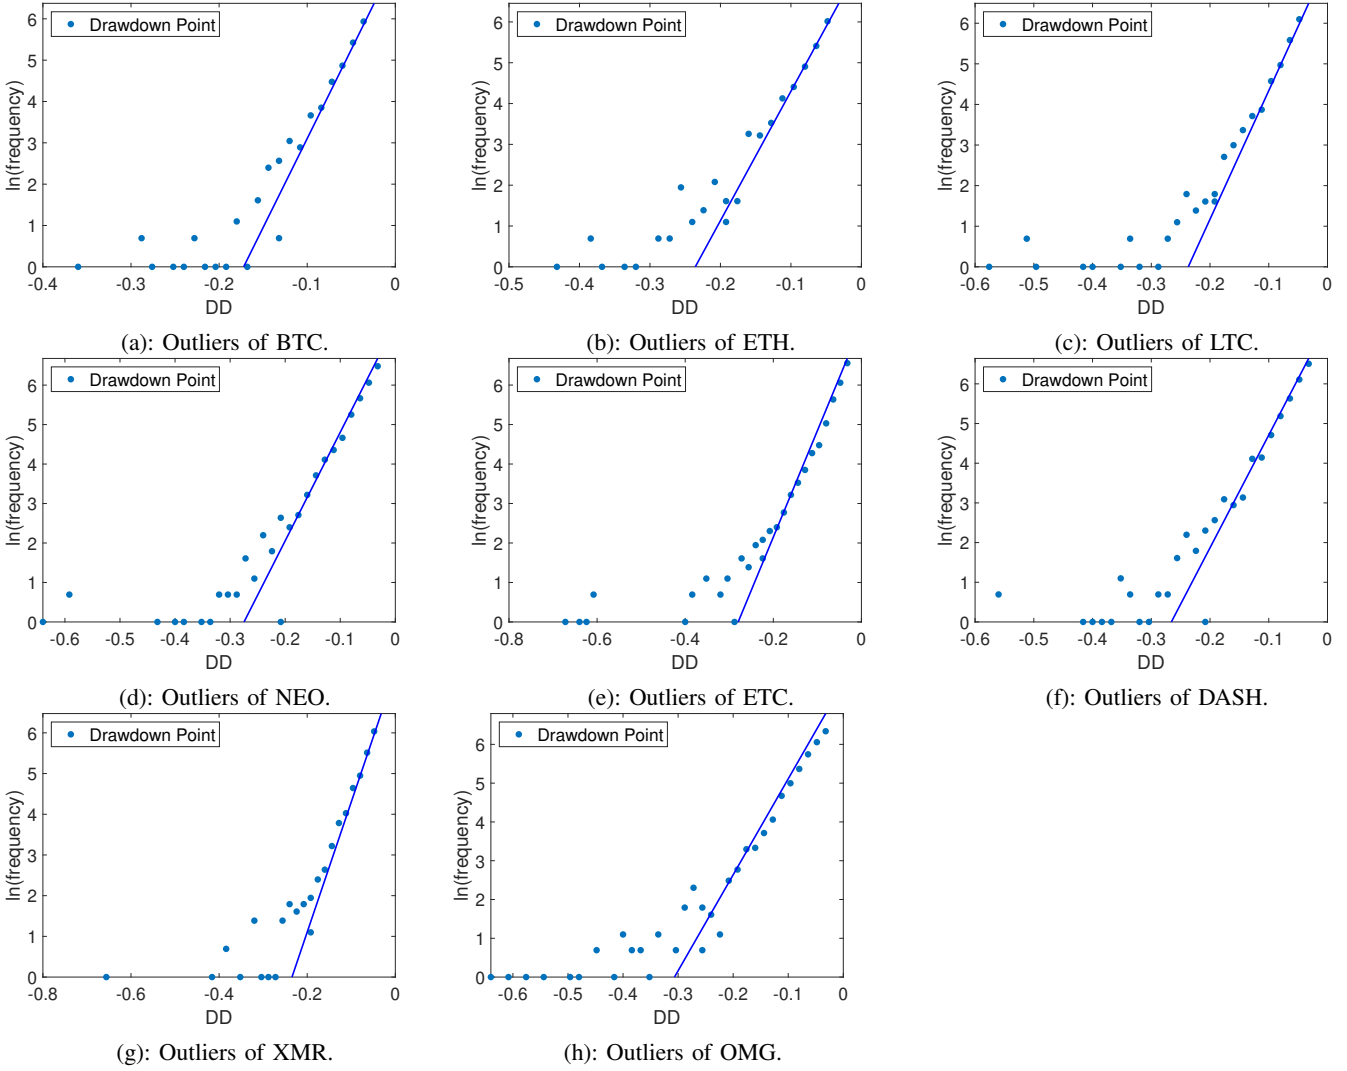 Drawdown Point
ln(frequency)
6
5
4
3
2
1
0
-0.4 -0.3 -0.2 -0.1 0
DD
(a): Outliers of BTC.
Drawdown Point
ln(frequency)
6
5
4
3
2
1
0
-0.5 -0.4 -0.3 -0.2 -0.1 0
DD
(b): Outliers of ETH.
Drawdown Point
ln(frequency)
6
5
4
3
2
1
0
-0.6 -0.5 -0.4 -0.3 -0.2 -0.1 0
DD
(c): Outliers of LTC.
Drawdown Point
ln(frequency)
6
5
4
3
2
1
0
-0.6 -0.5 -0.4 -0.3 -0.2 -0.1 0
DD
(d): Outliers of NEO.
Drawdown Point
ln(frequency)
6
5
4
3
2
1
0
-0.8 -0.6 -0.4 -0.2 0
DD
(e): Outliers of ETC.
Drawdown Point
ln(frequency)
6
5
4
3
2
1
0
-0.6 -0.5 -0.4 -0.3 -0.2 -0.1 0
DD
(f): Outliers of DASH.
Drawdown Point
ln(frequency)
6
5
4
3
2
1
0
-0.8 -0.6 -0.4 -0.2 0
DD
(g): Outliers of XMR.
Drawdown Point
ln(frequency)
6
5
4
3
2
1
0
-0.6 -0.5 -0.4 -0.3 -0.2 -0.1 0
DD
(h): Outliers of OMG.